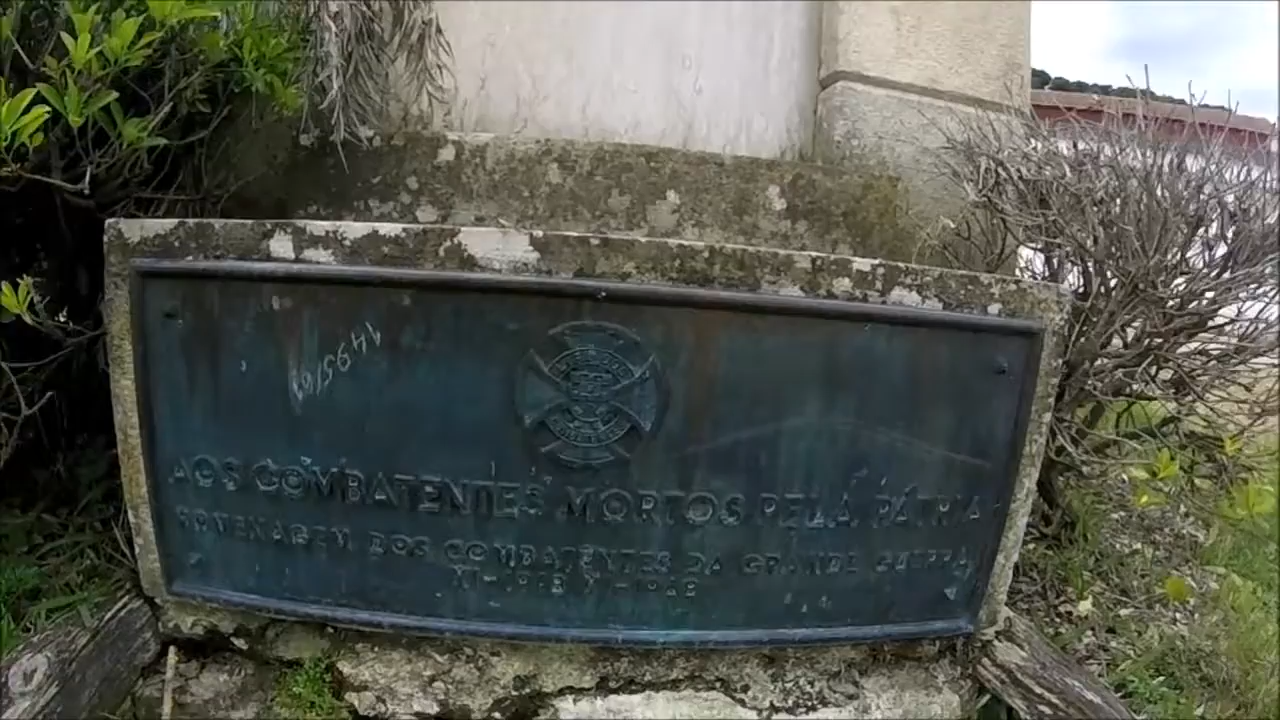 AOS COMBATENTES MORTOS PELA PÁTRIA
HOMENAGEM DOS COMBATENTES DA GRANDE GUERRA